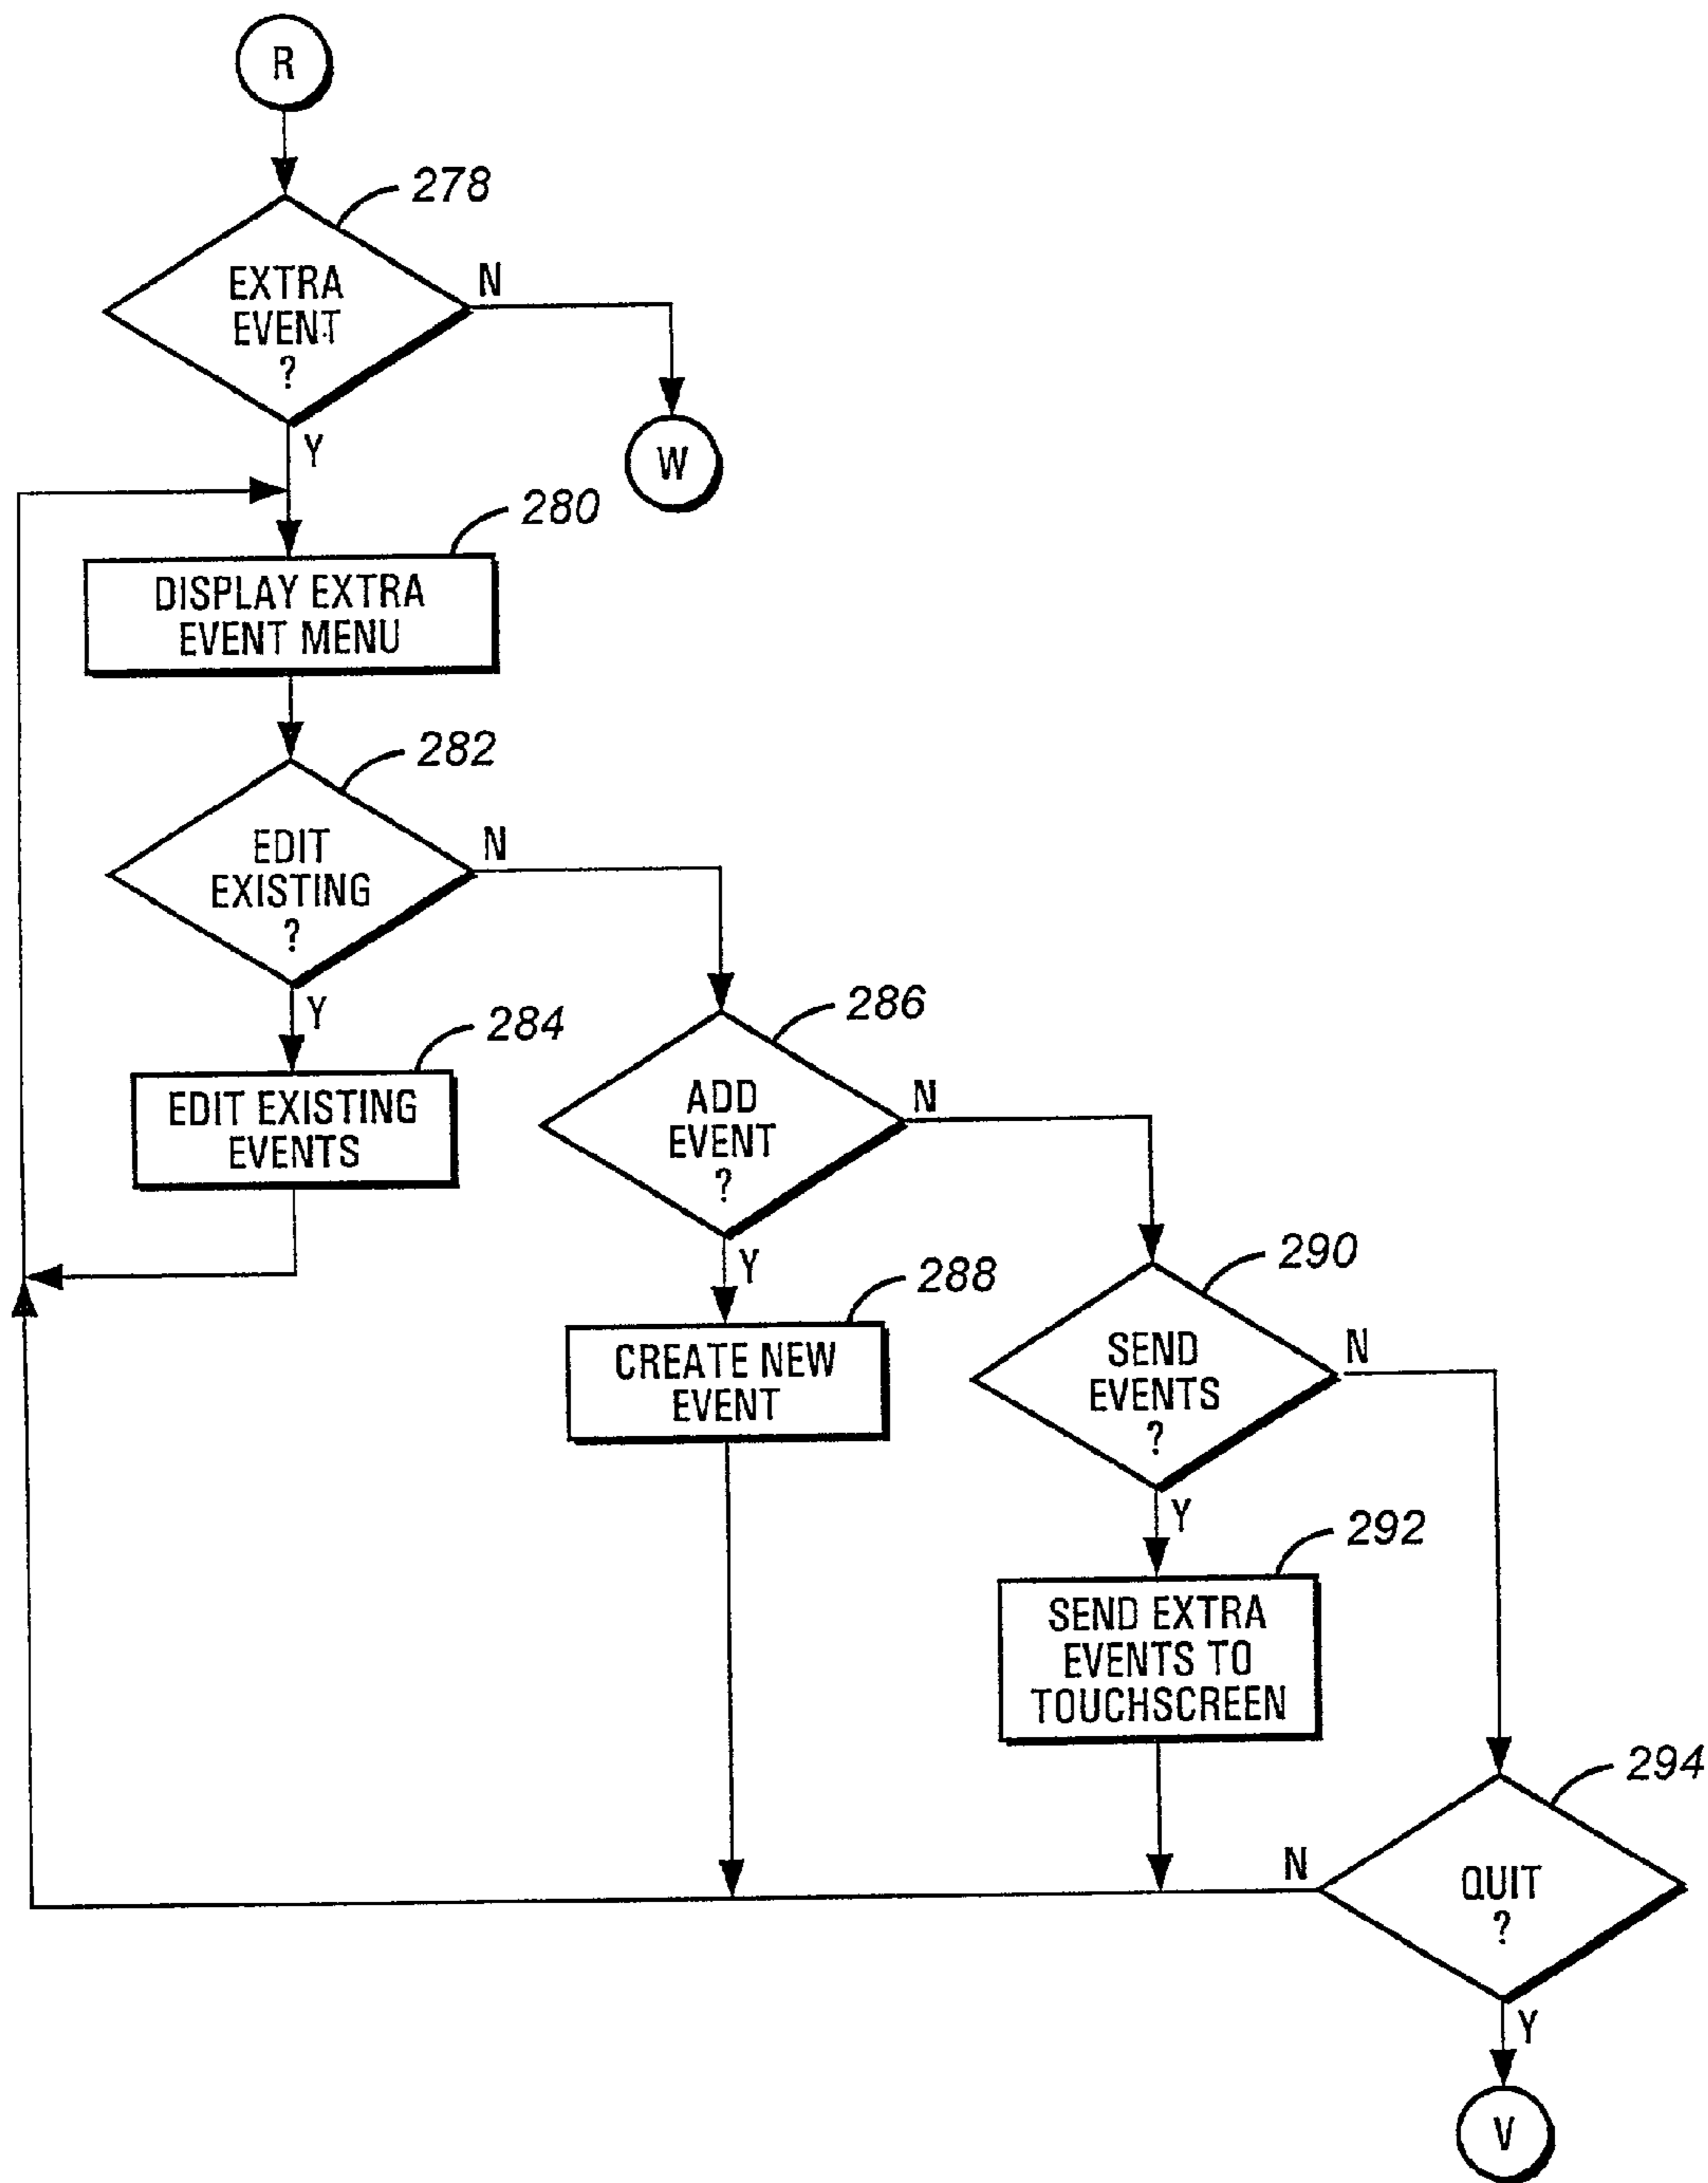 R
278
EXTRA
EVENT
?
N
Y
W
280
DISPLAY EXTRA
EVENT MENU
282
EDIT
EXISTING
?
N
Y
284
EDIT EXISTING
EVENTS
286
ADD
EVENT
?
N
Y
288
CREATE NEW
EVENT
290
SEND
EVENTS
?
N
Y
292
SEND EXTRA
EVENTS TO
TOUCHSCREEN
294
QUIT
?
N
Y
V